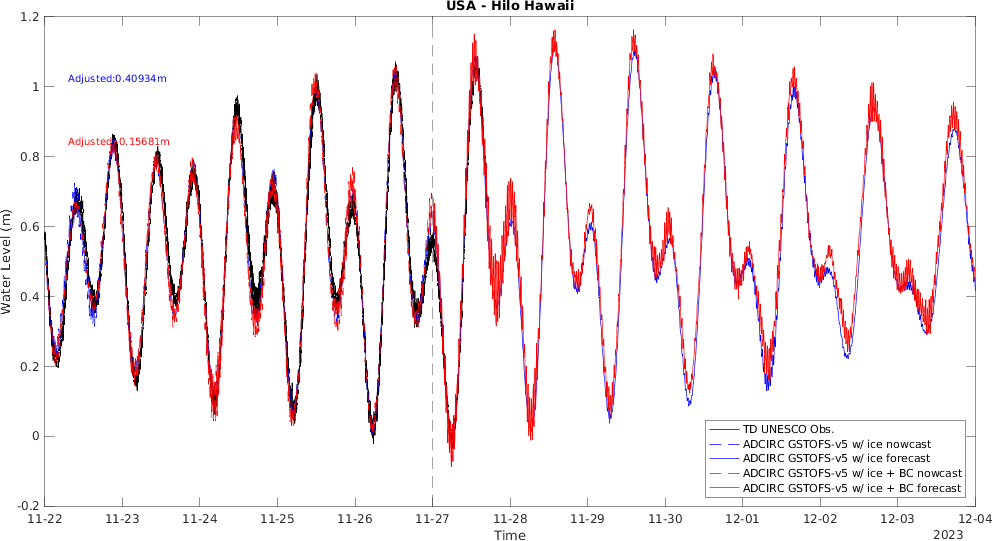 USA - Hilo Hawaii
1.2
1
0.8
0.6
0.4
0.2
0
-0.2
Water Level (m)
Adjusted:0.40934m
Adjusted:-0.15681m
TD UNESCO Obs.
ADCIRC GSTOFS-v5 w/ ice nowcast
ADCIRC GSTOFS-v5 w/ ice forecast
ADCIRC GSTOFS-v5 w/ ice + BC nowcast
ADCIRC GSTOFS-v5 w/ ice + BC forecast
11-22 11-23 11-24 11-25 11-26 11-27 11-28 11-29 11-30 12-01 12-02 12-03 12-04
Time
2023